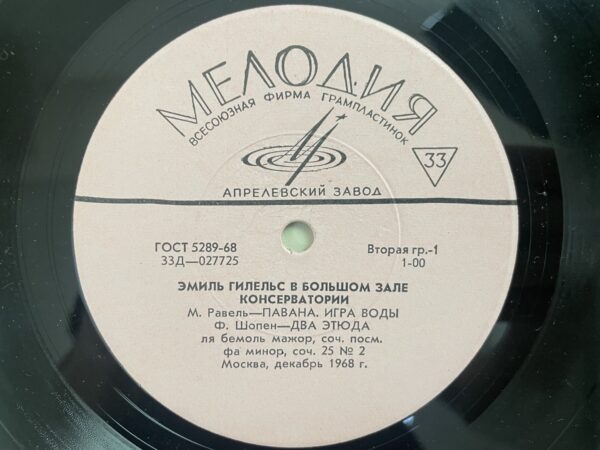 МЕЛОДИЯ
ВСЕСОЮЗНАЯ ФИРМА ГРАМПЛАСТИНОК
33
АПРЕЛЕВСКИЙ ЗАВОД
ГОСТ 5289-68 Вторая гр.-1
33Д—027725 1-00
ЭМИЛЬ ГИЛЕЛЬС В БОЛЬШОМ ЗАЛЕ
КОНСЕРВАТОРИИ
М. Равель—ПАВАНА. ИГРА ВОДЫ
Ф. Шопен—ДВА ЭТЮДА
ля бемоль мажор, соч. посм.
фа минор, соч. 25 № 2
Москва, декабрь 1968 г.